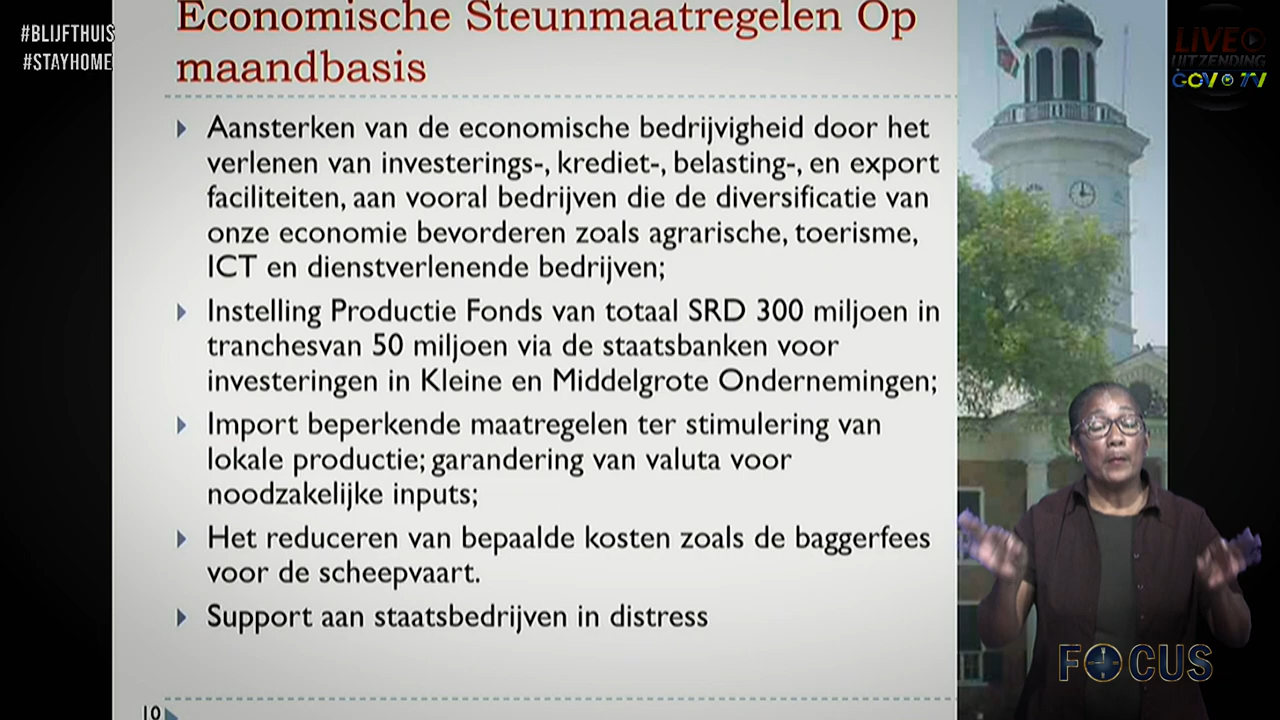 #BLIJFTHUIS
#STAYHOME
Economische Steunmaatregelen Op
maandbasis
Aansterken van de economische bedrijvigheid door het
verlenen van investerings-, krediet-, belasting-, en export
faciliteiten, aan vooral bedrijven die de diversificatie van
onze economie bevorderen zoals agrarische, toerisme,
ICT en dienstverlenende bedrijven;
Instelling Productie Fonds van totaal SRD 300 miljoen in
tranchesvan 50 miljoen via de staatsbanken voor
investeringen in Kleine en Middelgrote Ondernemingen;
Import beperkende maatregelen ter stimulering van
lokale productie; garandering van valuta voor
noodzakelijke inputs;
Het reduceren van bepaalde kosten zoals de baggerfees
voor de scheepvaart.
Support aan staatsbedrijven in distress
10
LIVE
UITZENDING
GOV TV
FOCUS